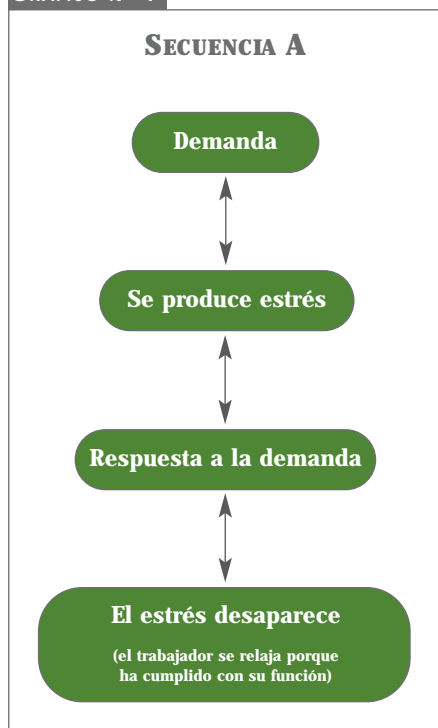 SECUENCIA A
Demanda
Se produce estrés
Respuesta a la demanda
El estrés desaparece
(el trabajador se relaja porque
ha cumplido con su función)